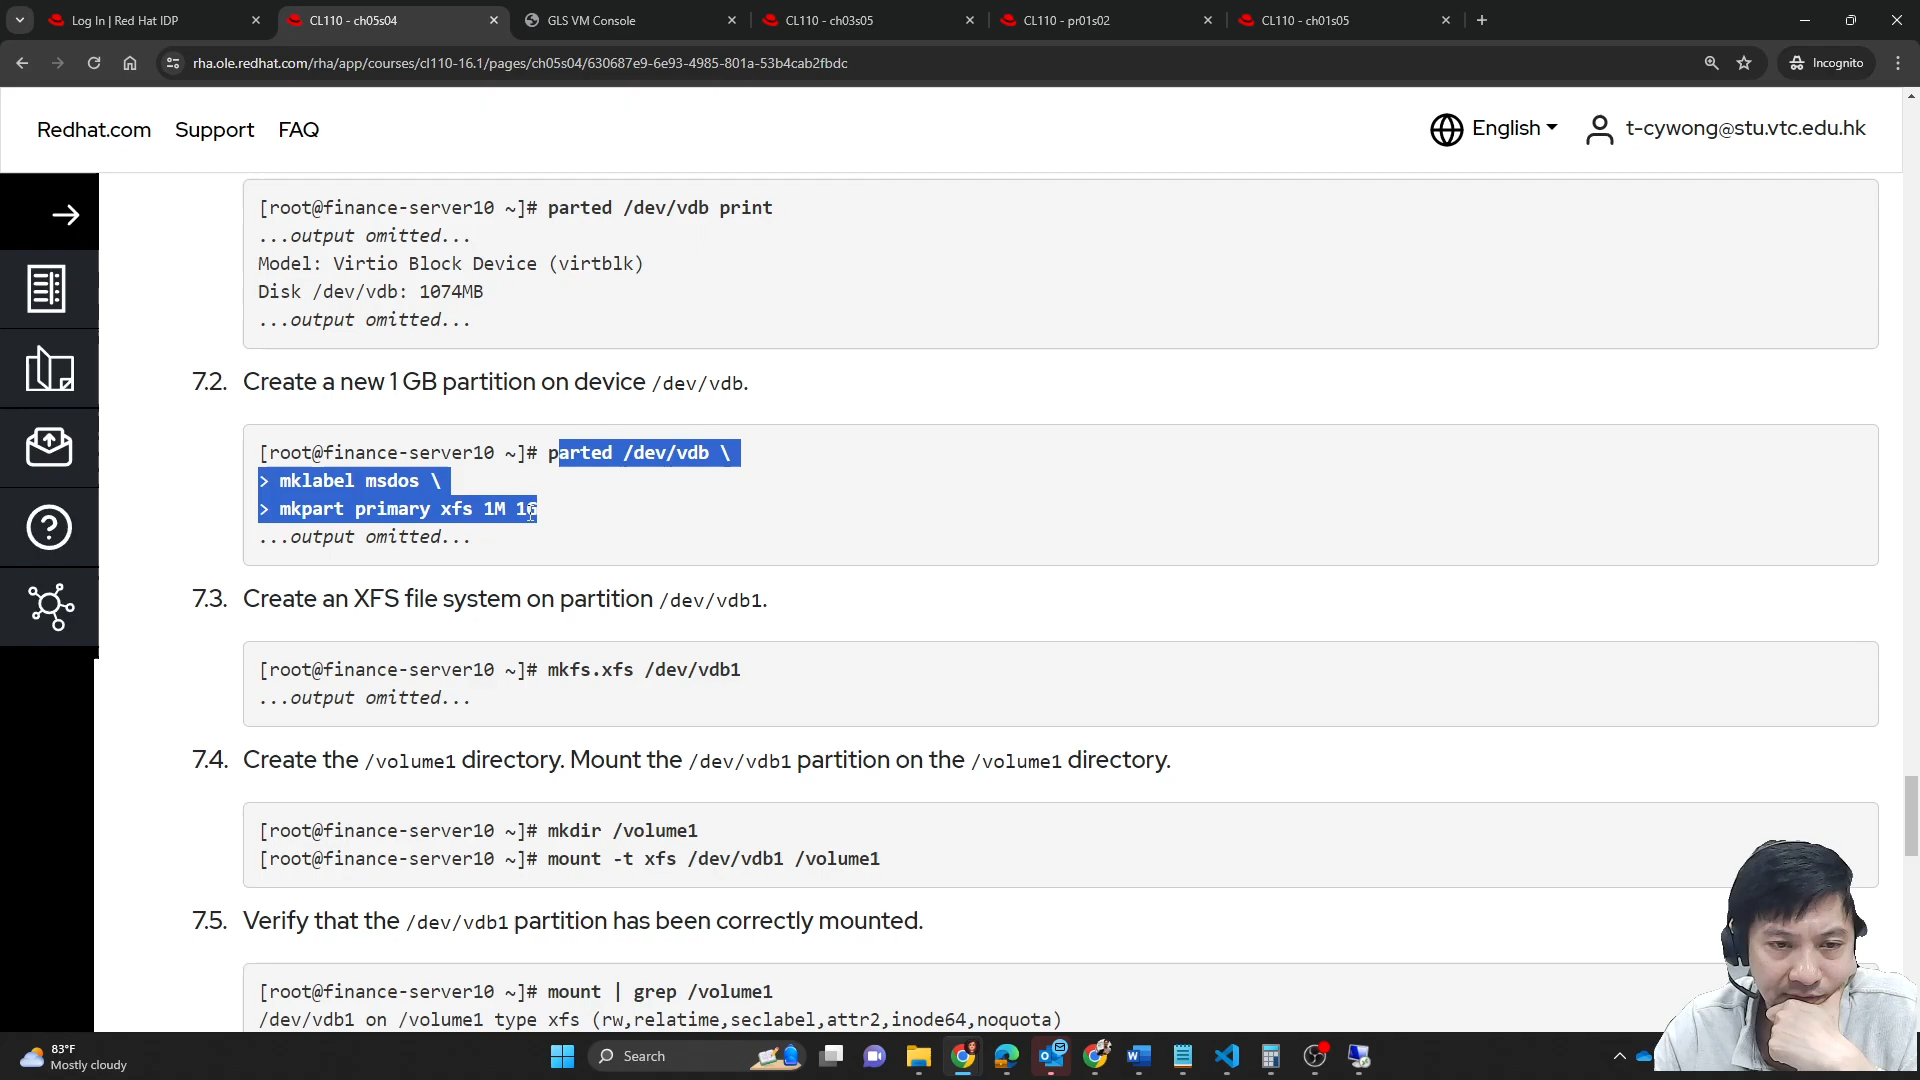 Log In | Red Hat IDP
CL110 - ch05s04
GLS VM Console
CL110 - ch03s05
CL110 - pr01s02
CL110 - ch01s05
rha.ole.redhat.com/rha/app/courses/cl110-16.1/pages/ch05s04/630687e9-6e93-4985-801a-53b4cab2fbdc
Incognito
Redhat.com Support FAQ
English
t-cywong@stu.vtc.edu.hk
[root@finance-server10 ~]# parted /dev/vdb print
...output omitted...
Model: Virtio Block Device (virtblk)
Disk /dev/vdb: 1074MB
...output omitted...
7.2. Create a new 1 GB partition on device /dev/vdb.
[root@finance-server10 ~]# parted /dev/vdb \
> mklabel msdos \
> mkpart primary xfs 1M 1G
...output omitted...
7.3. Create an XFS file system on partition /dev/vdb1.
[root@finance-server10 ~]# mkfs.xfs /dev/vdb1
...output omitted...
7.4. Create the /volume1 directory. Mount the /dev/vdb1 partition on the /volume1 directory.
[root@finance-server10 ~]# mkdir /volume1
[root@finance-server10 ~]# mount -t xfs /dev/vdb1 /volume1
7.5. Verify that the /dev/vdb1 partition has been correctly mounted.
[root@finance-server10 ~]# mount | grep /volume1
/dev/vdb1 on /volume1 type xfs (rw,relatime,seclabel,attr2,inode64,noquota)
83°F
Mostly cloudy
Search